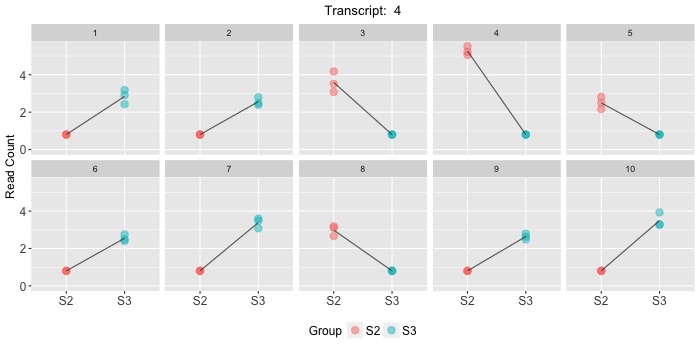 Transcript:  4
1 2 3 4 5
4
2
0
Read Count
6 7 8 9 10
4
2
0
S2 S3 S2 S3 S2 S3 S2 S3 S2 S3
Group S2 S3